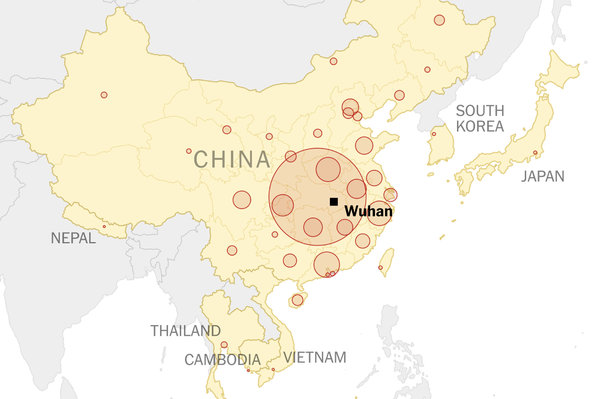 SOUTH
KOREA
CHINA
JAPAN
Wuhan
NEPAL
THAILAND
CAMBODIA
VIETNAM